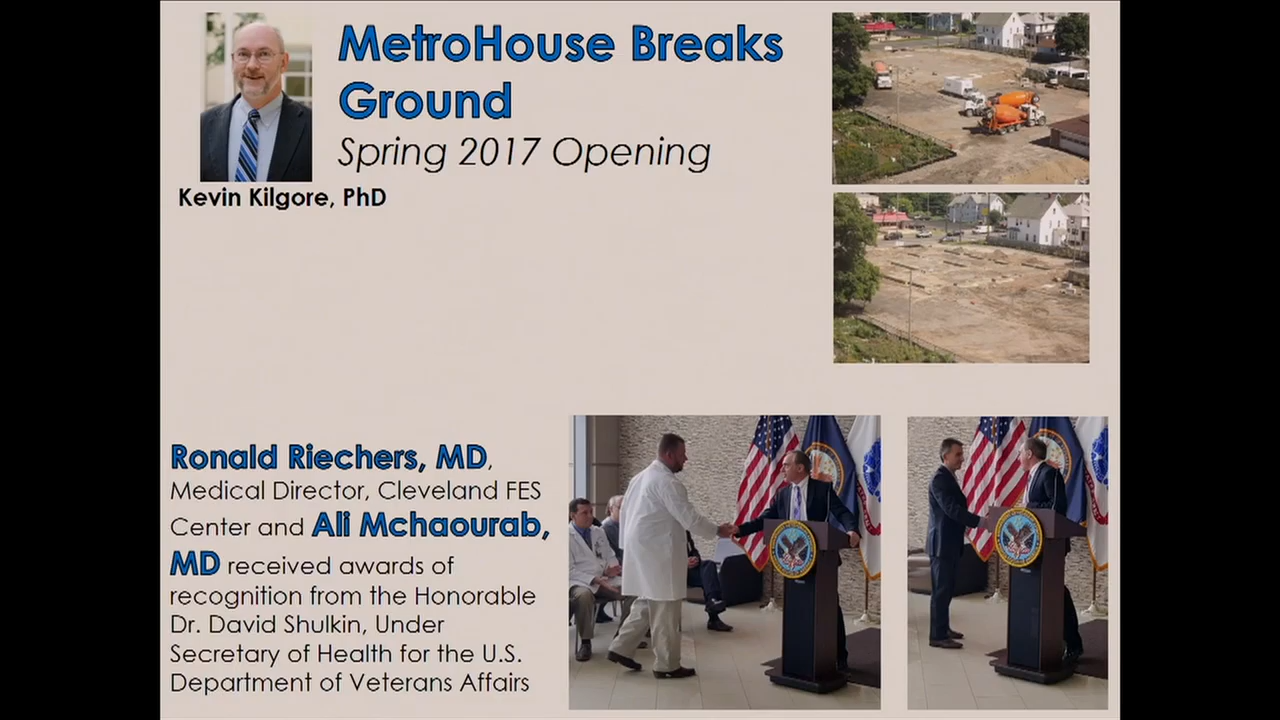 MetroHouse Breaks
Ground
Spring 2017 Opening
Kevin Kilgore, PhD
Ronald Riechers, MD,
Medical Director, Cleveland FES
Center and Ali Mchaourab,
MD received awards of
recognition from the Honorable
Dr. David Shulkin, Under
Secretary of Health for the U.S.
Department of Veterans Affairs